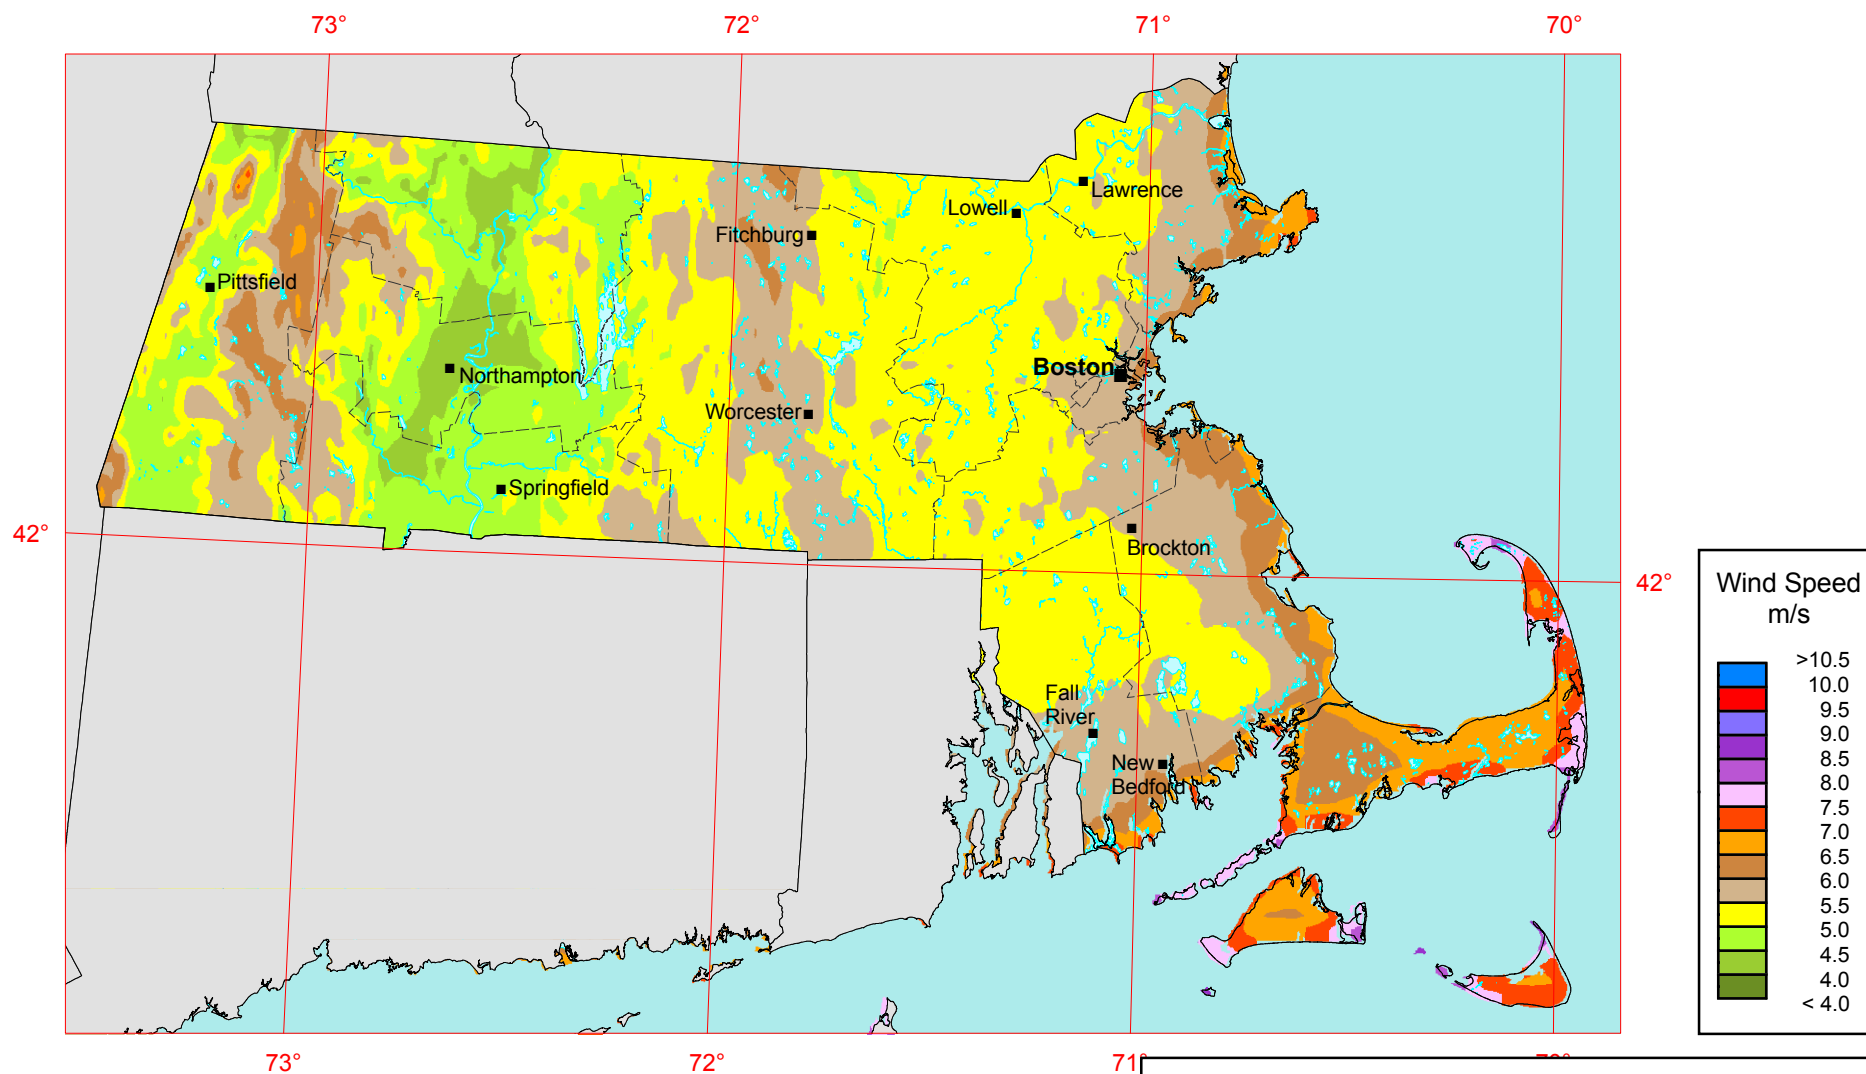 73°
72°
71°
70°
Lawrence
Lowell
Fitchburg
Pittsfield
Boston
Northampton
Worcester
Springfield
42°
Brockton
42°
Wind Speed
m/s
>10.5
10.0
9.5
9.0
8.5
8.0
7.5
7.0
6.5
6.0
5.5
5.0
4.5
4.0
< 4.0
Fall
River
New
Bedford
73°
72°
71°
70°